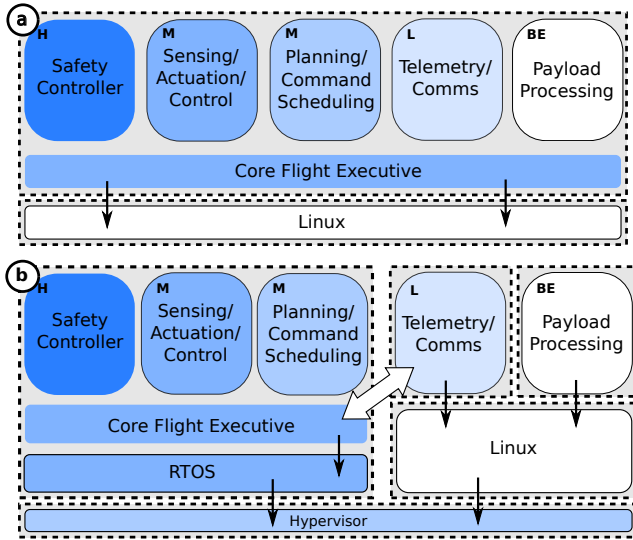 a
H
Safety
Controller
M
Sensing/
Actuation/
Control
M
Planning/
Command
Scheduling
L
Telemetry/
Comms
BE
Payload
Processing
Core Flight Executive
Linux
b
H
Safety
Controller
M
Sensing/
Actuation/
Control
M
Planning/
Command
Scheduling
L
Telemetry/
Comms
BE
Payload
Processing
Core Flight Executive
RTOS
Linux
Hypervisor